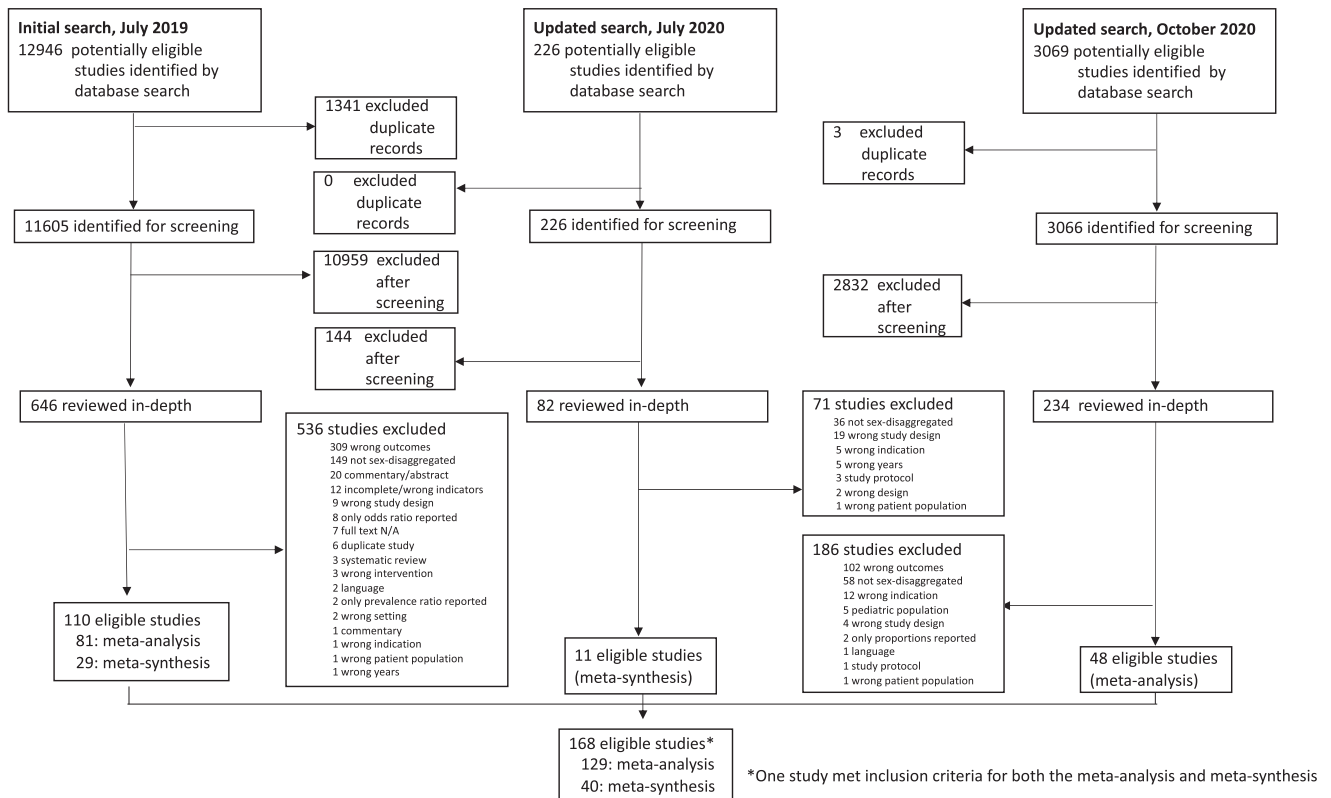 Initial search, July 2019
12946 potentially eligible
studies identified by
database search
Updated search, July 2020
226 potentially eligible
studies identified by
database search
Updated search, October 2020
3069 potentially eligible
studies identified by
database search
1341 excluded
duplicate
records
0 excluded
duplicate
records
3 excluded
duplicate
records
11605 identified for screening
226 identified for screening
3066 identified for screening
10959 excluded
after
screening
144 excluded
after
screening
2832 excluded
after
screening
646 reviewed in-depth
82 reviewed in-depth
234 reviewed in-depth
536 studies excluded
309 wrong outcomes
149 not sex-disaggregated
20 commentary/abstract
12 incomplete/wrong indicators
9 wrong study design
8 only odds ratio reported
7 full text N/A
6 duplicate study
3 systematic review
3 wrong intervention
2 language
2 only prevalence ratio reported
2 wrong setting
1 commentary
1 wrong indication
1 wrong patient population
1 wrong years
71 studies excluded
36 not sex-disaggregated
19 wrong study design
5 wrong indication
5 wrong years
3 study protocol
2 wrong design
1 wrong patient population
186 studies excluded
102 wrong outcomes
58 not sex-disaggregated
12 wrong indication
5 pediatric population
4 wrong study design
2 only proportions reported
1 language
1 study protocol
1 wrong patient population
110 eligible studies
81: meta-analysis
29: meta-synthesis
11 eligible studies
(meta-synthesis)
48 eligible studies
(meta-analysis)
168 eligible studies*
129: meta-analysis
40: meta-synthesis
*One study met inclusion criteria for both the meta-analysis and meta-synthesis